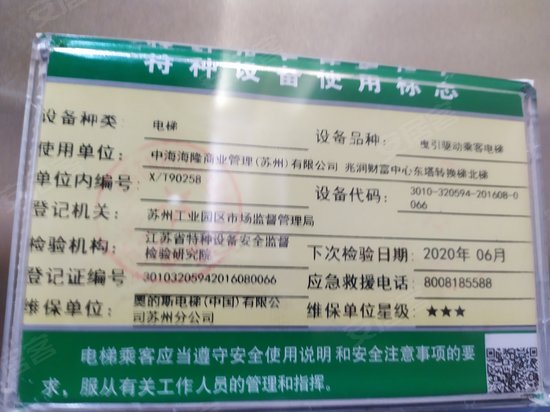 特种设备使用标志
设备种类: 电梯 设备品种: 曳引驱动乘客电梯
使用单位: 中海海隆商业管理(苏州)有限公司 兆润财富中心东塔转换梯北梯
单位内编号: X/T90258 设备代码: 3010-320594-201608-0
066
登记机关: 苏州工业园区市场监督管理局
检验机构: 江苏省特种设备安全监督
检验研究院 下次检验日期: 2020年06月
登记证编号 30103205942016080066 应急救援电话: 8008185588
维保单位: 奥的斯电梯(中国)有限公
司苏州分公司 维保单位星级: ★★★
电梯乘客应当遵守安全使用说明和安全注意事项的要
求，服从有关工作人员的管理和指挥。